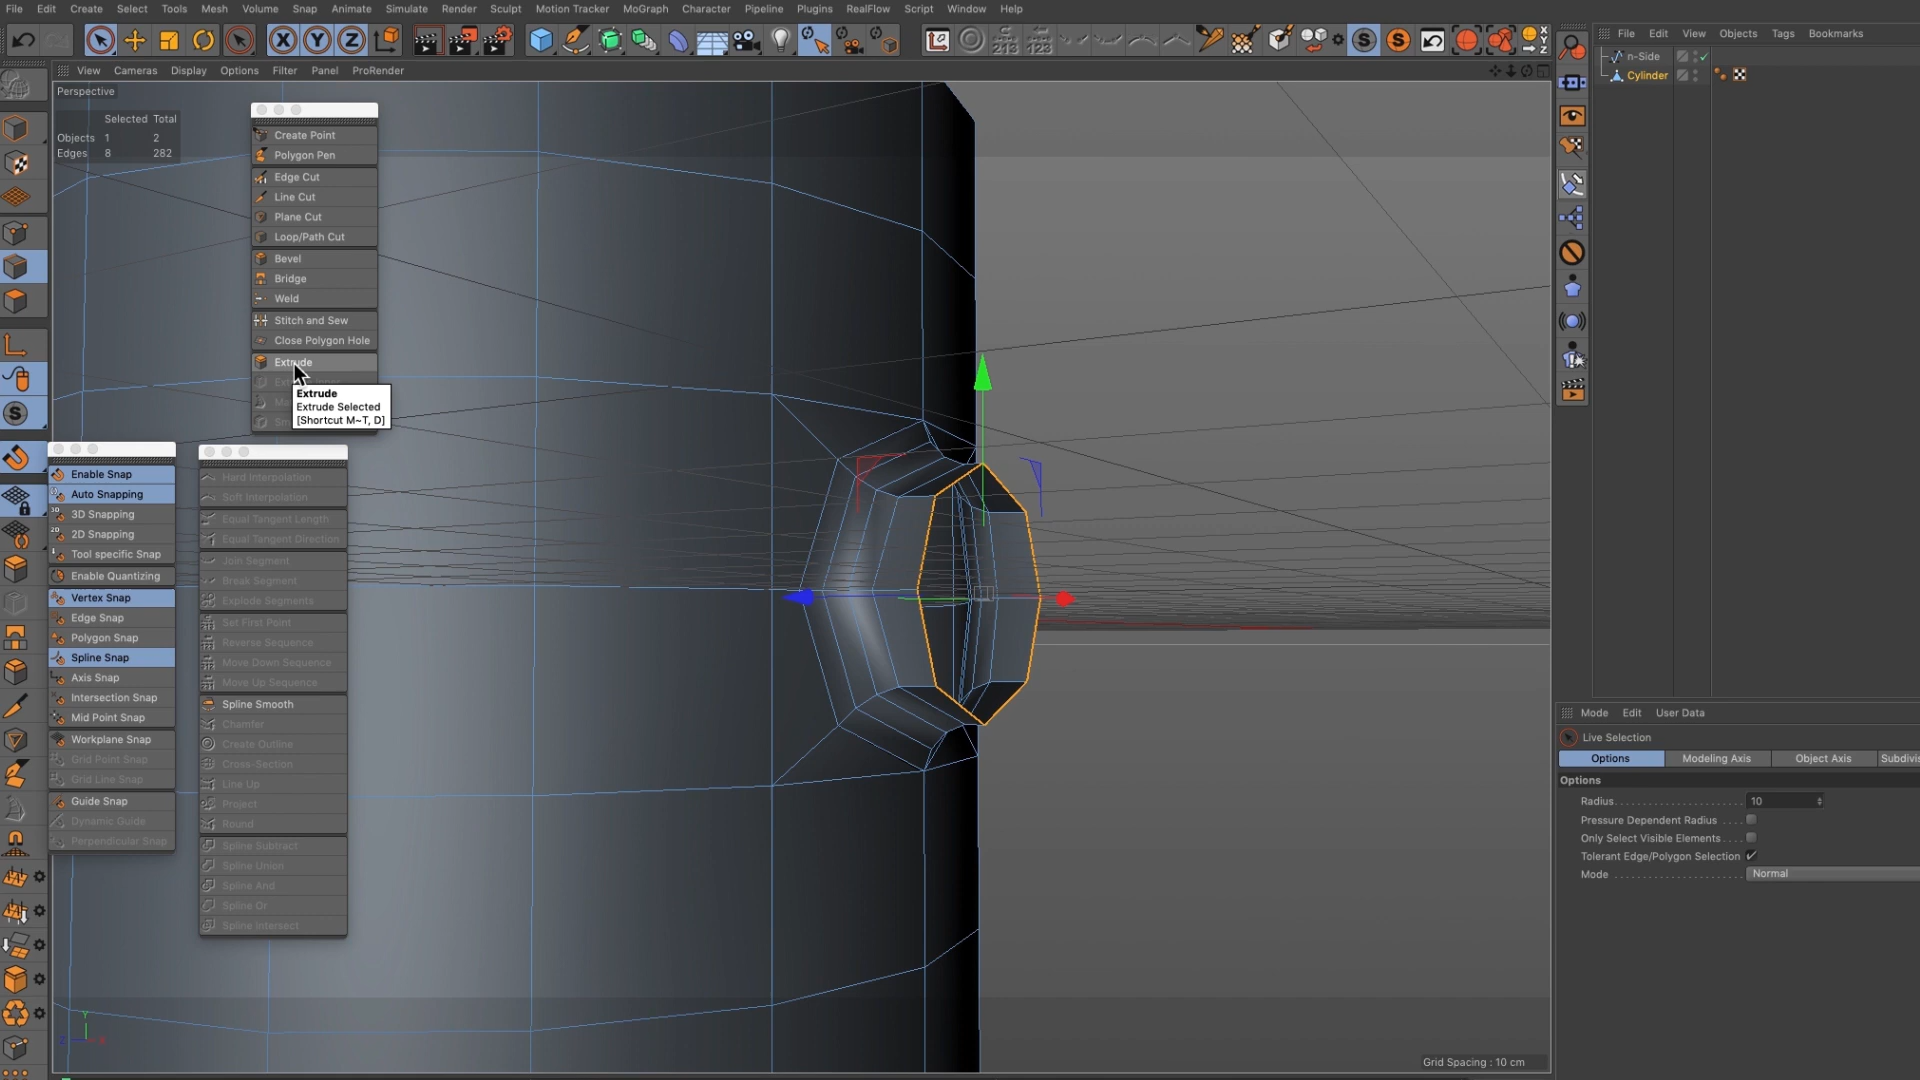 File Edit Create Select Tools Mesh Volume Snap Animate Simulate Render Sculpt Motion Tracker MoGraph Character Pipeline Plugins RealFlow Script Window Help
View Cameras Display Options Filter Panel ProRender
Perspective
Selected Total
Objects 1 2
Edges 8 282
Create Point
Polygon Pen
Edge Cut
Line Cut
Plane Cut
Loop/Path Cut
Bevel
Bridge
Weld
Stitch and Sew
Close Polygon Hole
Extrude
Extrude
Extrude Selected
[Shortcut M~T, D]
Enable Snap
Auto Snapping
3D Snapping
2D Snapping
Tool specific Snap
Enable Quantizing
Vertex Snap
Edge Snap
Polygon Snap
Spline Snap
Axis Snap
Intersection Snap
Mid Point Snap
Workplane Snap
Grid Point Snap
Grid Line Snap
Guide Snap
Dynamic Guide
Perpendicular Snap
Hard Interpolation
Soft Interpolation
Equal Tangent Length
Equal Tangent Direction
Join Segment
Break Segment
Explode Segments
Set First Point
Reverse Sequence
Move Down Sequence
Move Up Sequence
Spline Smooth
Chamfer
Create Outline
Cross-Section
Line Up
Project
Round
Spline Subtract
Spline Union
Spline And
Spline Or
Spline Intersect
Grid Spacing : 10 cm
File Edit View Objects Tags Bookmarks
n-Side
Cylinder
Mode Edit User Data
Live Selection
Options Modeling Axis Object Axis Subdivis
Options
Radius 10
Pressure Dependent Radius
Only Select Visible Elements
Tolerant Edge/Polygon Selection
Mode Normal